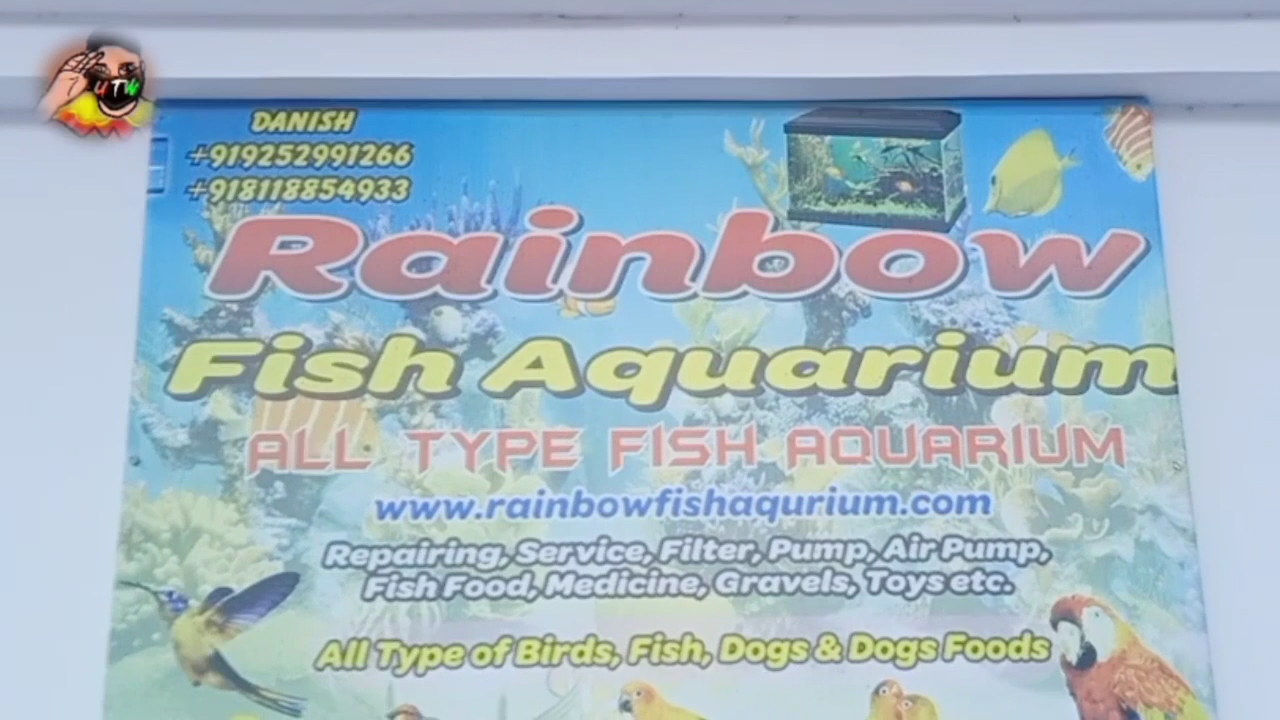 UTW
DANISH
+919252991266
+918118854933
Rainbow
Fish Aquarium
ALL TYPE FISH AQUARIUM
www.rainbowfishaqurium.com
Repairing, Service, Filter, Pump, Air Pump,
Fish Food, Medicine, Gravels, Toys etc.
All Type of Birds, Fish, Dogs & Dogs Foods